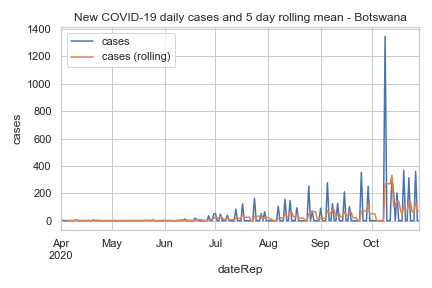 New COVID-19 daily cases and 5 day rolling mean - Botswana
1400
1200
1000
800
600
400
200
0
cases
cases
cases (rolling)
Apr May Jun Jul Aug Sep Oct
2020
dateRep